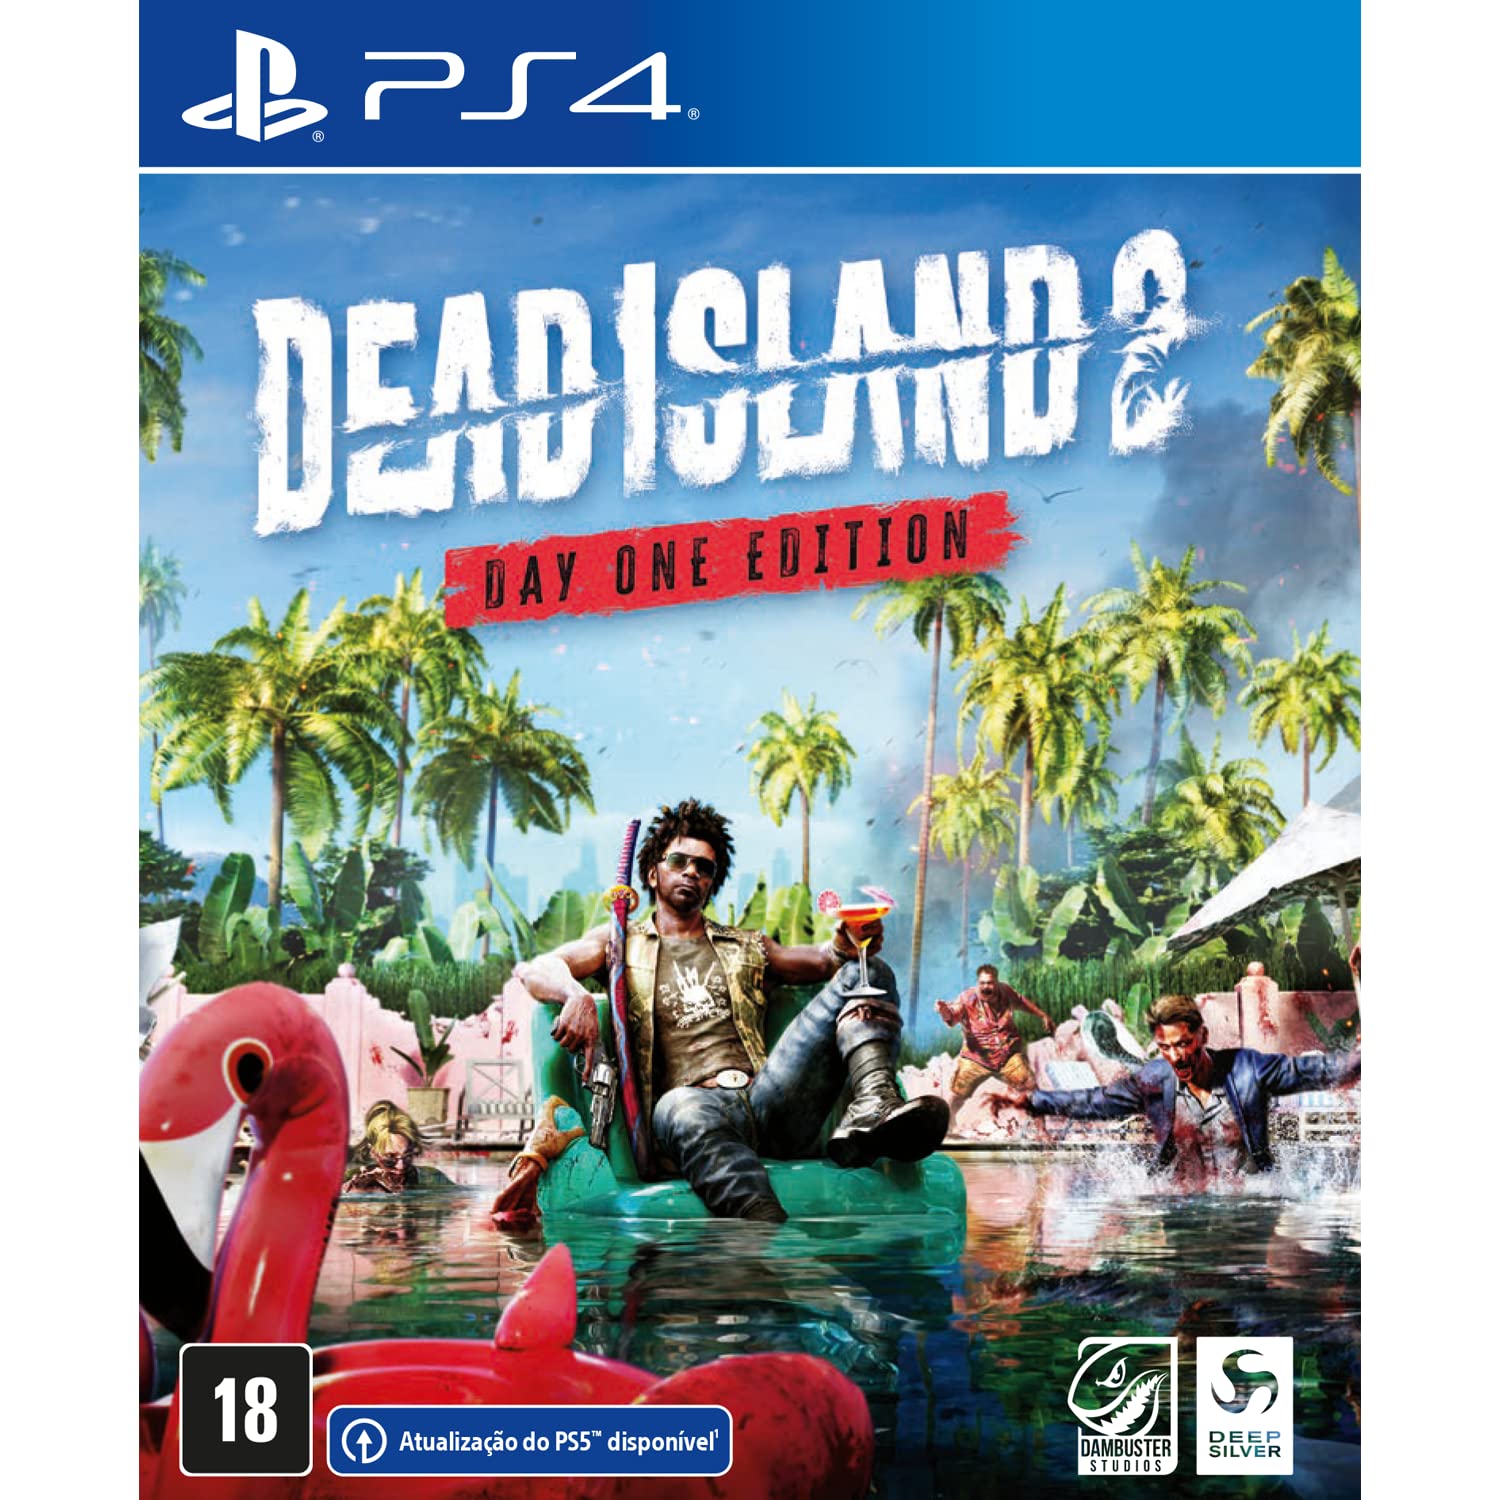 PS4
DEAD ISLAND 2
DAY ONE EDITION
18
Atualização do PS5™ disponível¹
DAMBUSTER
STUDIOS
DEEP
SILVER